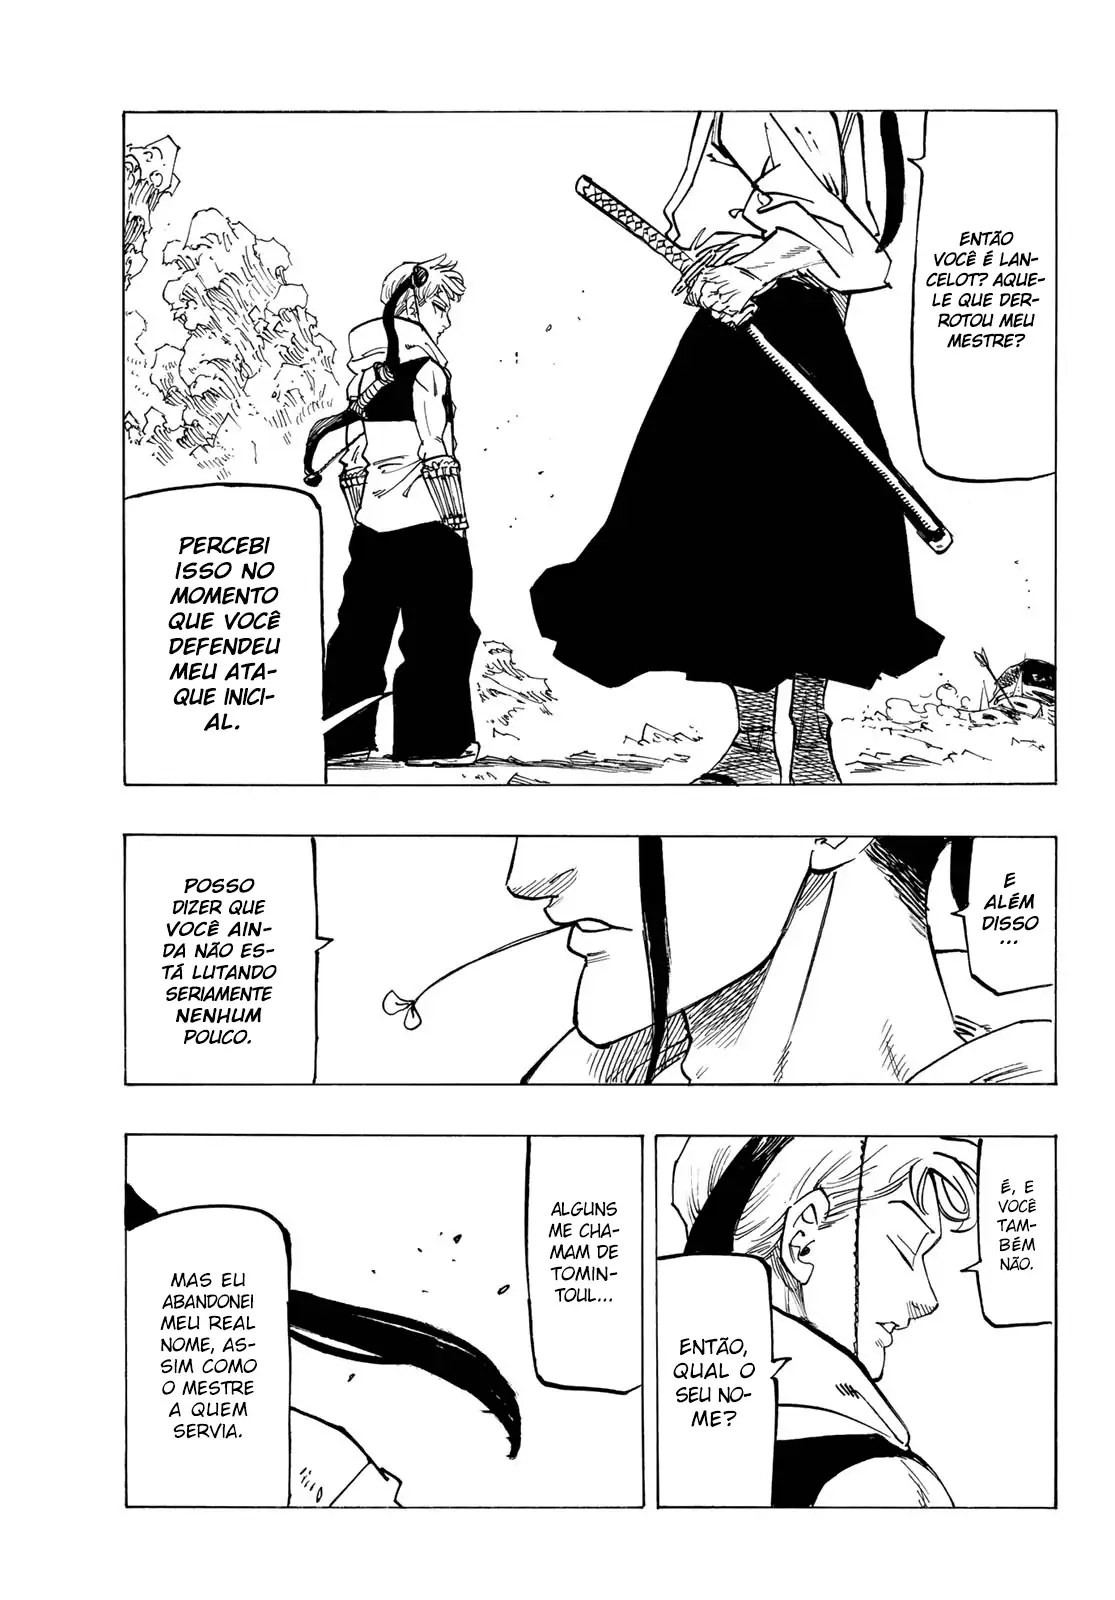 ENTÃO
VOCÊ É LAN-
CELOT? AQUE-
LE QUE DER-
ROTOU MEU
MESTRE?
PERCEBI
ISSO NO
MOMENTO
QUE VOCÊ
DEFENDEU
MEU ATA-
QUE INICI-
AL.
E
ALÉM
DISSO
...
POSSO
DIZER QUE
VOCÊ AIN-
DA NÃO ES-
TÁ LUTANDO
SERIAMENTE
NENHUM
POUCO.
É, E
VOCÊ
TAM-
BÉM
NÃO.
ENTÃO,
QUAL O
SEU NO-
ME?
ALGUNS
ME CHA-
MAM DE
TOMIN-
TOUL...
MAS EU
ABANDONEI
MEU REAL
NOME, AS-
SIM COMO
O MESTRE
A QUEM
SERVIA.